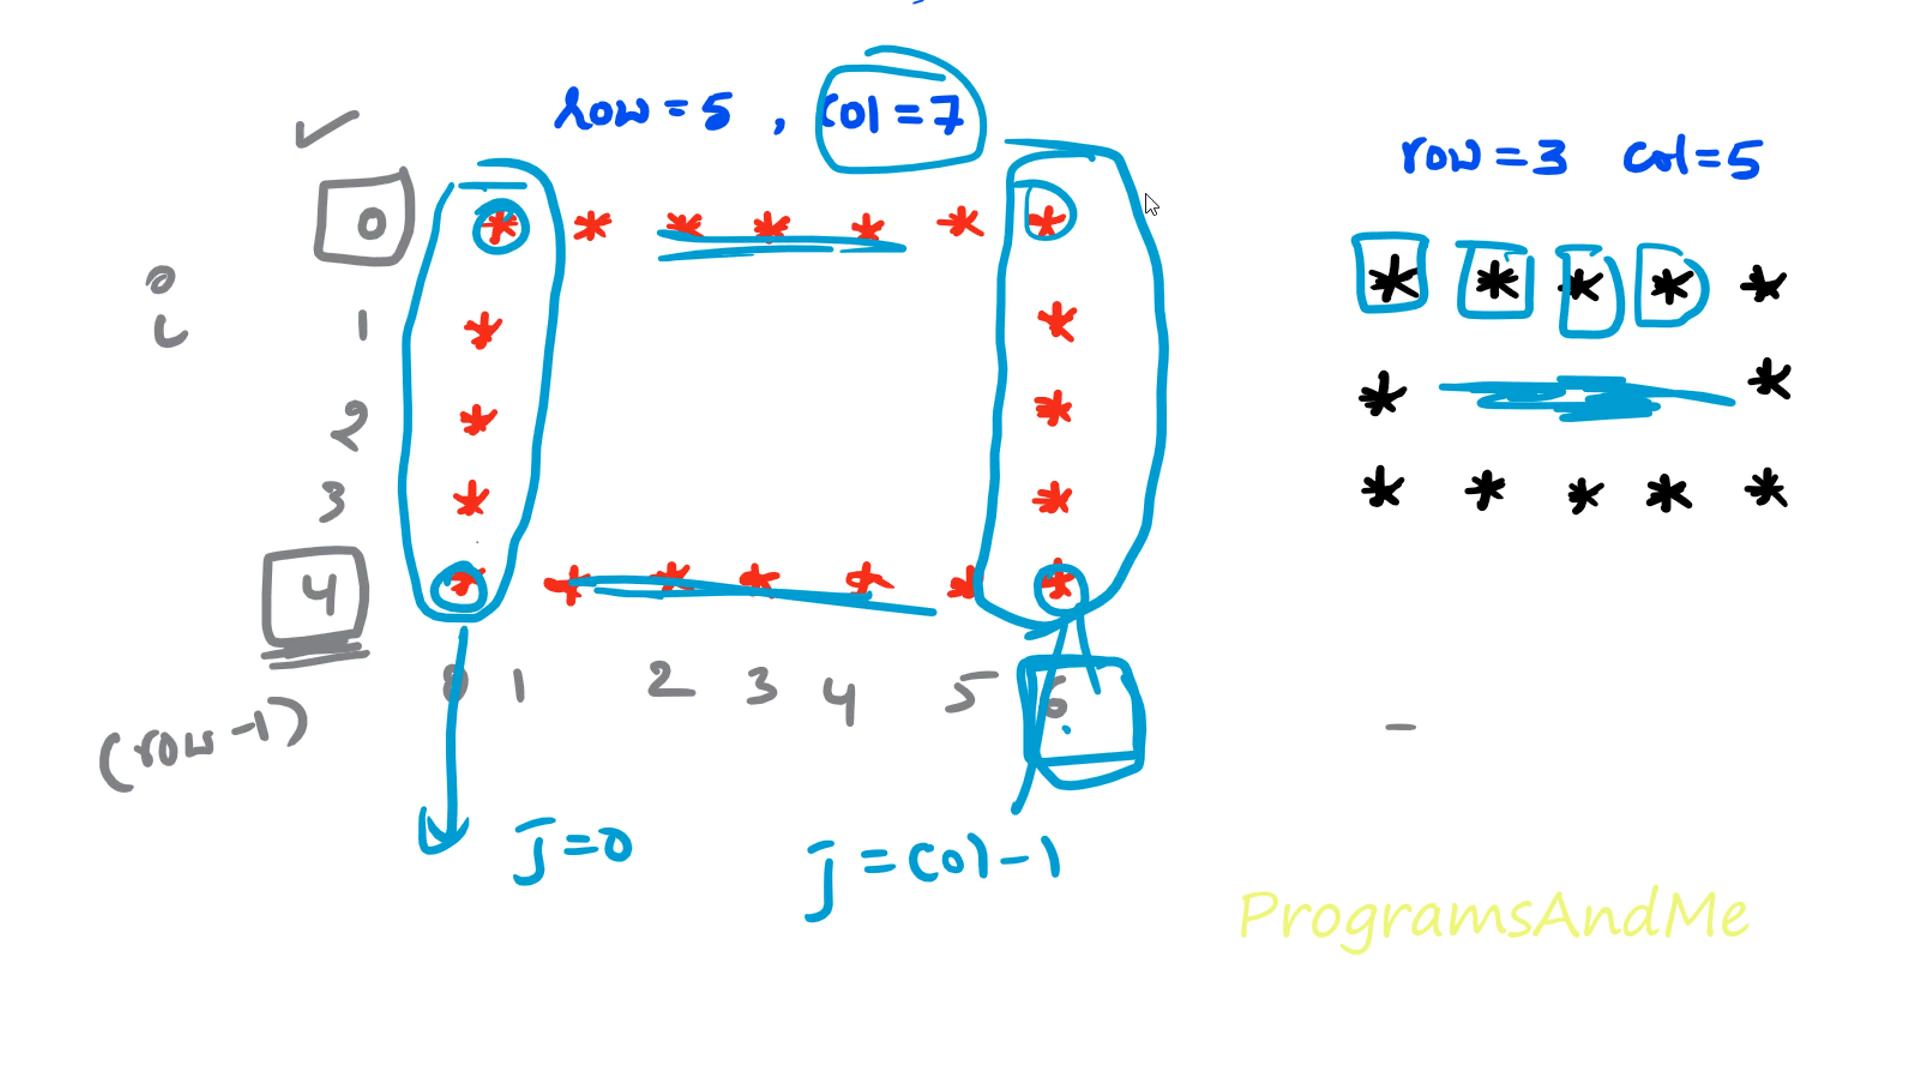 row = 5 , col = 7
row = 3 col = 5
0 * * * * * * *
* * * * *
1 * *
2 * *
* *
3 * *
* * * * *
4 * * * * * * *
0 1 2 3 4 5 6
(row - 1)
j = 0 j = col - 1
ProgramsAndMe